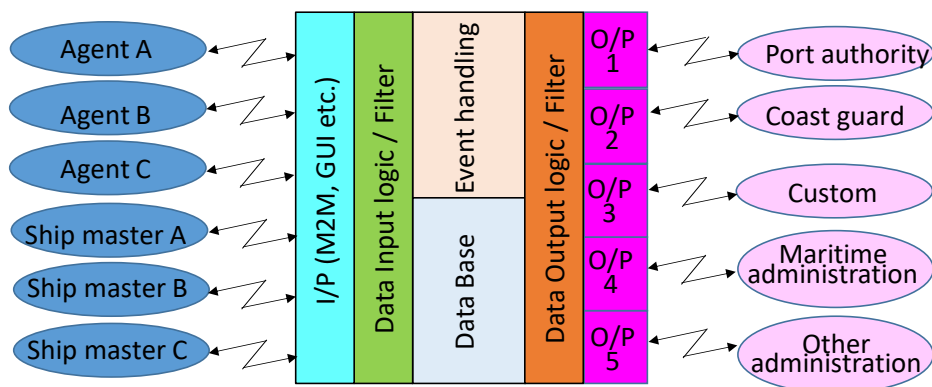 Agent A
Agent B
Agent C
Ship master A
Ship master B
Ship master C
I/P (M2M, GUI etc.)
Data Input logic / Filter
Event handling
Data Base
Data Output logic / Filter
O/P
1
O/P
2
O/P
3
O/P
4
O/P
5
Port authority
Coast guard
Custom
Maritime
administration
Other
administration